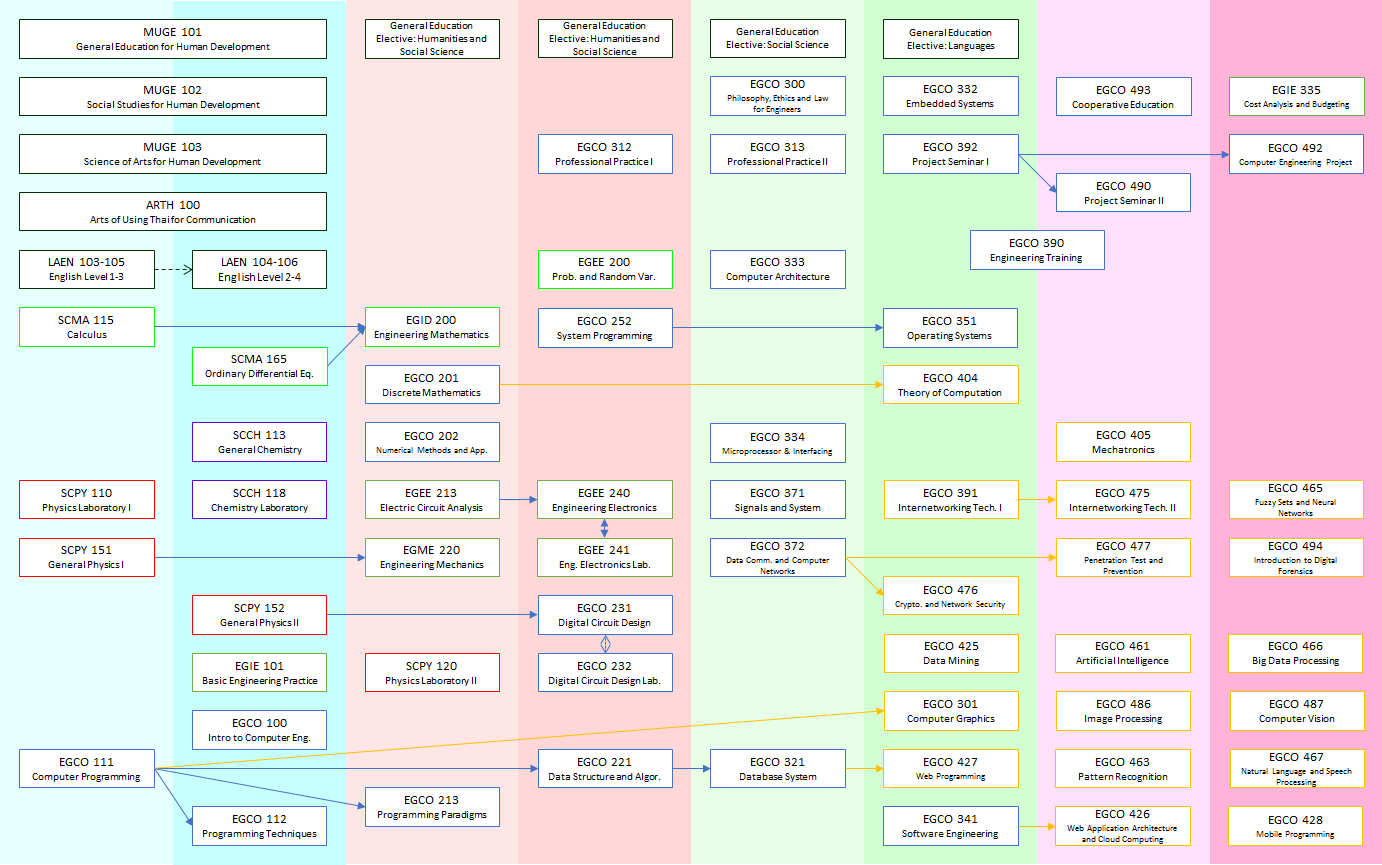 MUGE 101
General Education for Human Development
General Education
Elective: Humanities and
Social Science
General Education
Elective: Humanities and
Social Science
General Education
Elective: Social Science
General Education
Elective: Languages
MUGE 102
Social Studies for Human Development
EGCO 300
Philosophy, Ethics and Law
for Engineers
EGCO 332
Embedded Systems
EGCO 493
Cooperative Education
EGIE 335
Cost Analysis and Budgeting
MUGE 103
Science of Arts for Human Development
EGCO 312
Professional Practice I
EGCO 313
Professional Practice II
EGCO 392
Project Seminar I
EGCO 492
Computer Engineering Project
EGCO 490
Project Seminar II
ARTH 100
Arts of Using Thai for Communication
EGCO 390
Engineering Training
LAEN 103-105
English Level 1-3
LAEN 104-106
English Level 2-4
EGEE 200
Prob. and Random Var.
EGCO 333
Computer Architecture
SCMA 115
Calculus
EGID 200
Engineering Mathematics
EGCO 252
System Programming
EGCO 351
Operating Systems
SCMA 165
Ordinary Differential Eq.
EGCO 201
Discrete Mathematics
EGCO 404
Theory of Computation
SCCH 113
General Chemistry
EGCO 202
Numerical Methods and App.
EGCO 334
Microprocessor & Interfacing
EGCO 405
Mechatronics
SCPY 110
Physics Laboratory I
SCCH 118
Chemistry Laboratory
EGEE 213
Electric Circuit Analysis
EGEE 240
Engineering Electronics
EGCO 371
Signals and System
EGCO 391
Internetworking Tech. I
EGCO 475
Internetworking Tech. II
EGCO 465
Fuzzy Sets and Neural
Networks
SCPY 151
General Physics I
EGME 220
Engineering Mechanics
EGEE 241
Eng. Electronics Lab.
EGCO 372
Data Comm. and Computer
Networks
EGCO 477
Penetration Test and
Prevention
EGCO 494
Introduction to Digital
Forensics
EGCO 476
Crypto. and Network Security
SCPY 152
General Physics II
EGCO 231
Digital Circuit Design
EGIE 101
Basic Engineering Practice
SCPY 120
Physics Laboratory II
EGCO 232
Digital Circuit Design Lab.
EGCO 425
Data Mining
EGCO 461
Artificial Intelligence
EGCO 466
Big Data Processing
EGCO 100
Intro to Computer Eng.
EGCO 301
Computer Graphics
EGCO 486
Image Processing
EGCO 487
Computer Vision
EGCO 111
Computer Programming
EGCO 221
Data Structure and Algor.
EGCO 321
Database System
EGCO 427
Web Programming
EGCO 463
Pattern Recognition
EGCO 467
Natural Language and Speech
Processing
EGCO 213
Programming Paradigms
EGCO 112
Programming Techniques
EGCO 341
Software Engineering
EGCO 426
Web Application Architecture
and Cloud Computing
EGCO 428
Mobile Programming